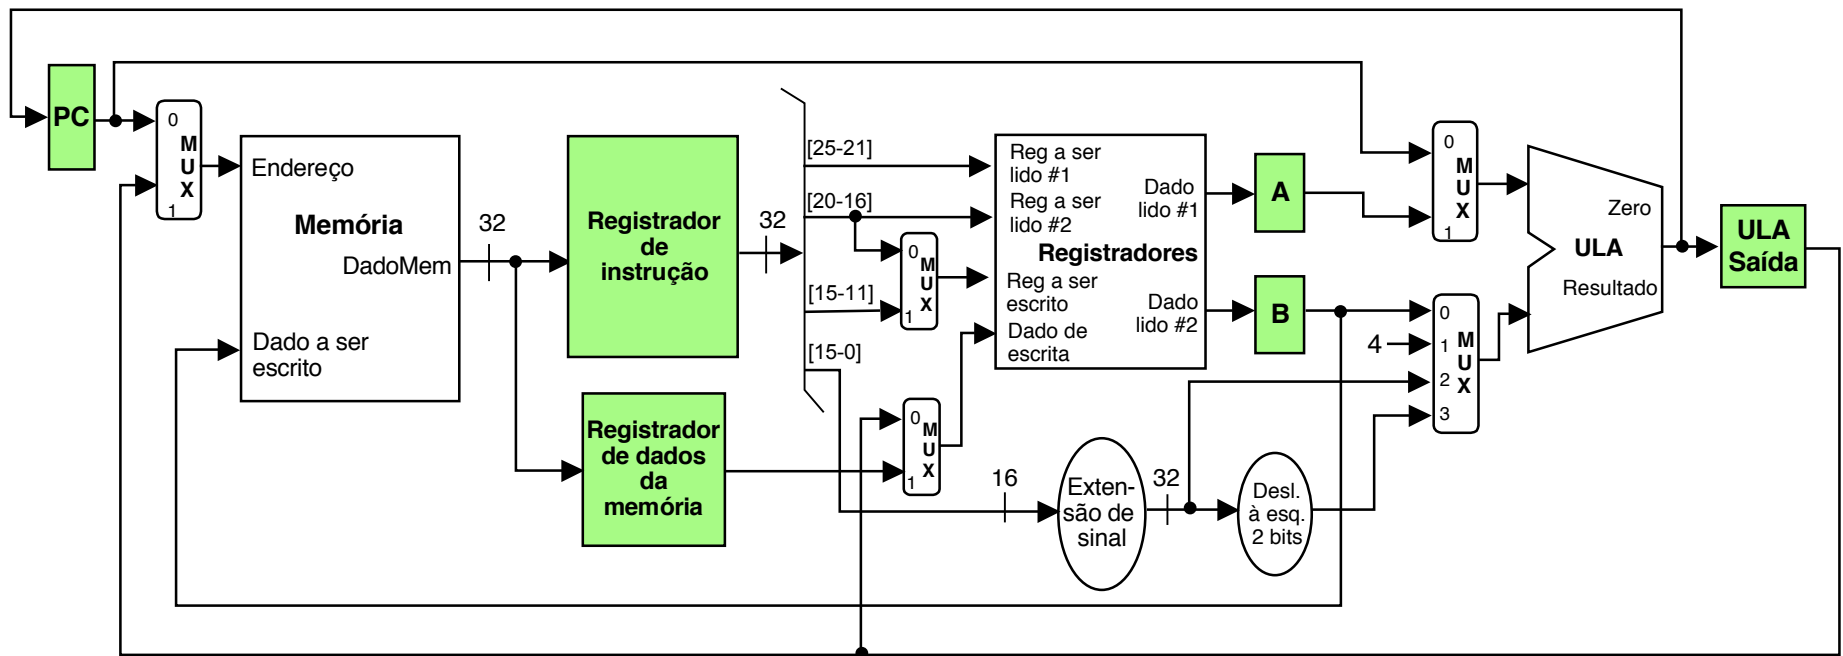 PC
0
M
U
X
1
Endereço
Memória
DadoMem
Dado a ser
escrito
32
Registrador
de
instrução
32
Registrador
de dados
da
memória
[25-21]
[20-16]
[15-11]
[15-0]
0
M
U
X
1
0
M
U
X
1
Reg a ser
lido #1
Reg a ser
lido #2
Registradores
Reg a ser
escrito
Dado de
escrita
Dado
lido #1
Dado
lido #2
16
Exten-
são de
sinal
32
Desl.
à esq.
2 bits
A
B
4
0
M
U
X
1
0
1
2
3
M
U
X
Zero
ULA
Resultado
ULA
Saída